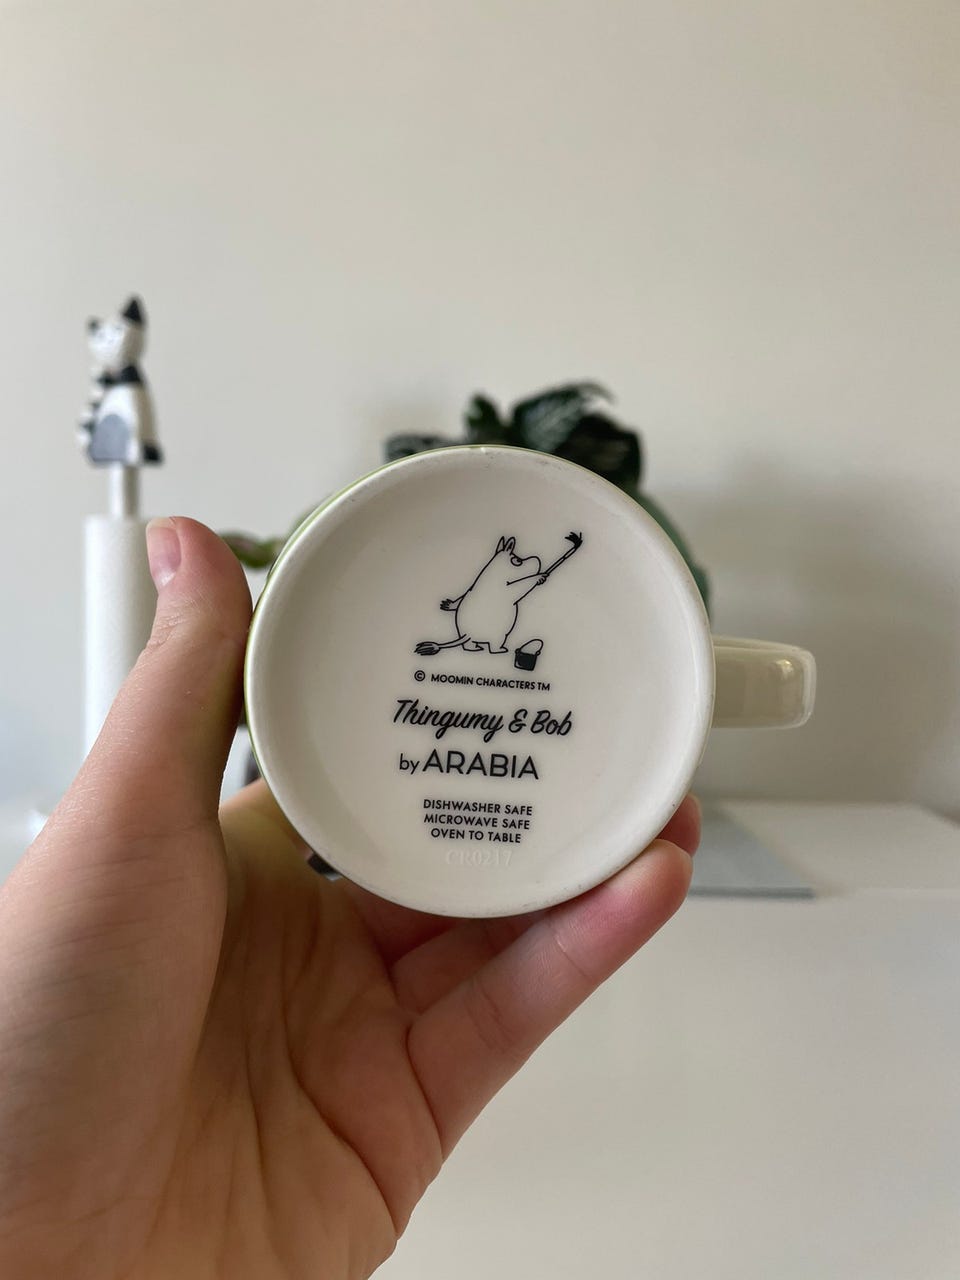 © MOOMIN CHARACTERS TM
Thingumy & Bob
by ARABIA
DISHWASHER SAFE
MICROWAVE SAFE
OVEN TO TABLE
CR0217